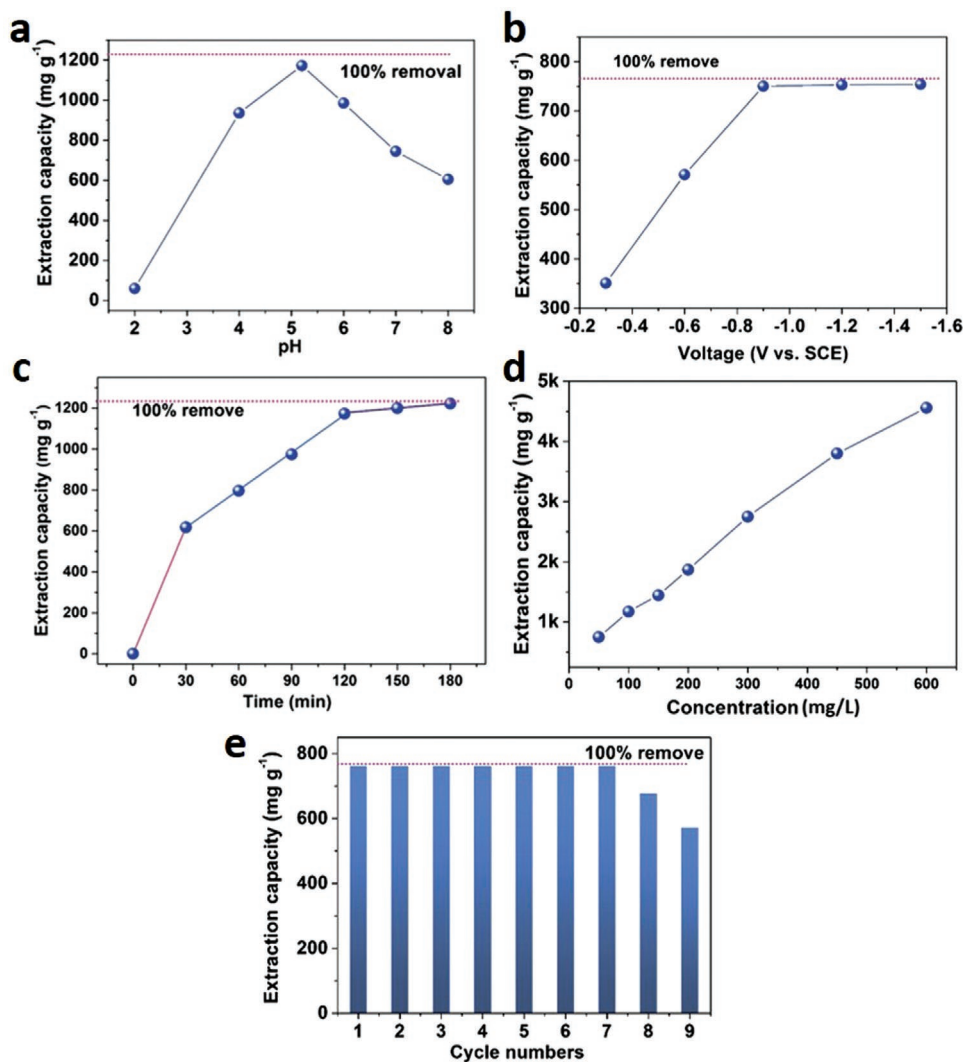 a
Extraction capacity (mg g⁻¹)
1200
1000
800
600
400
200
0
100% removal
2 3 4 5 6 7 8
pH
b
Extraction capacity (mg g⁻¹)
800
700
600
500
400
300
100% remove
-0.2 -0.4 -0.6 -0.8 -1.0 -1.2 -1.4 -1.6
Voltage (V vs. SCE)
c
Extraction capacity (mg g⁻¹)
1200
1000
800
600
400
200
0
100% remove
0 30 60 90 120 150 180
Time (min)
d
Extraction capacity (mg g⁻¹)
5k
4k
3k
2k
1k
0 100 200 300 400 500 600
Concentration (mg/L)
e
Extraction capacity (mg g⁻¹)
800
600
400
200
0
100% remove
1 2 3 4 5 6 7 8 9
Cycle numbers